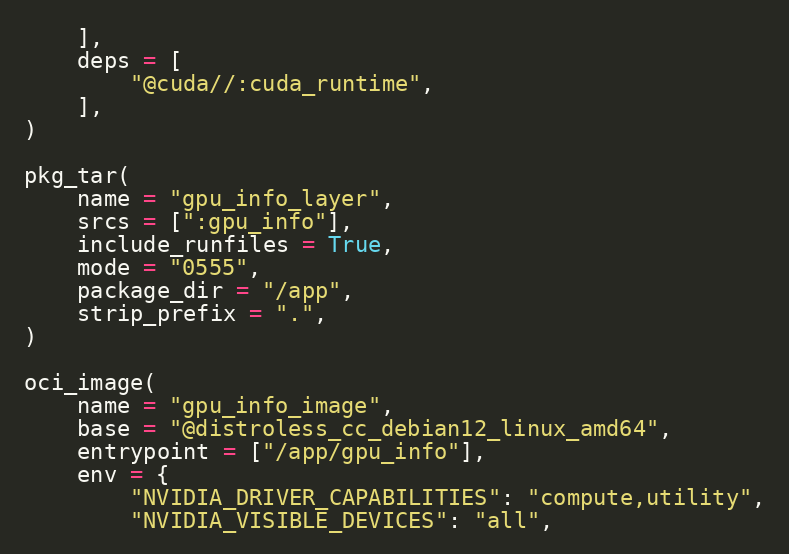 ],
    deps = [
        "@cuda//:cuda_runtime",
    ],
)

pkg_tar(
    name = "gpu_info_layer",
    srcs = [":gpu_info"],
    include_runfiles = True,
    mode = "0555",
    package_dir = "/app",
    strip_prefix = ".",
)

oci_image(
    name = "gpu_info_image",
    base = "@distroless_cc_debian12_linux_amd64",
    entrypoint = ["/app/gpu_info"],
    env = {
        "NVIDIA_DRIVER_CAPABILITIES": "compute,utility",
        "NVIDIA_VISIBLE_DEVICES": "all",